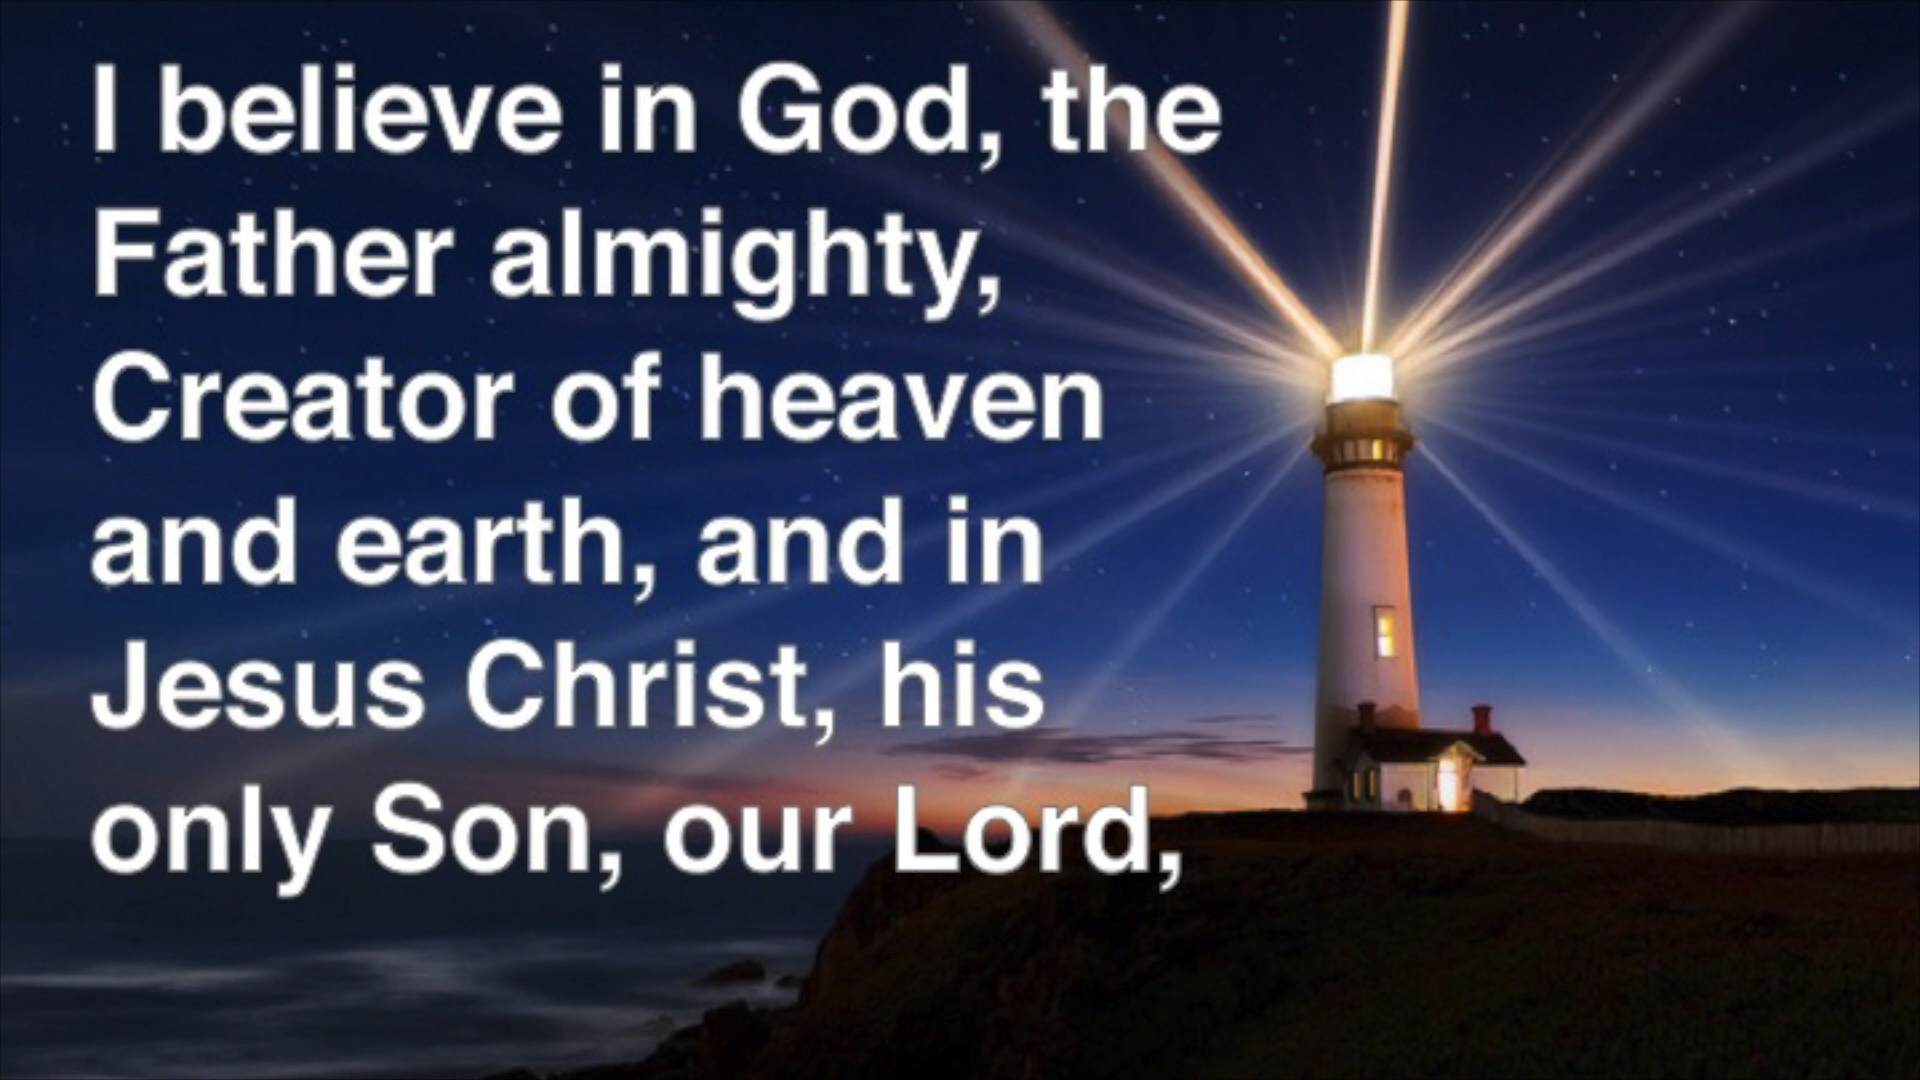 I believe in God, the
Father almighty,
Creator of heaven
and earth, and in
Jesus Christ, his
only Son, our Lord,